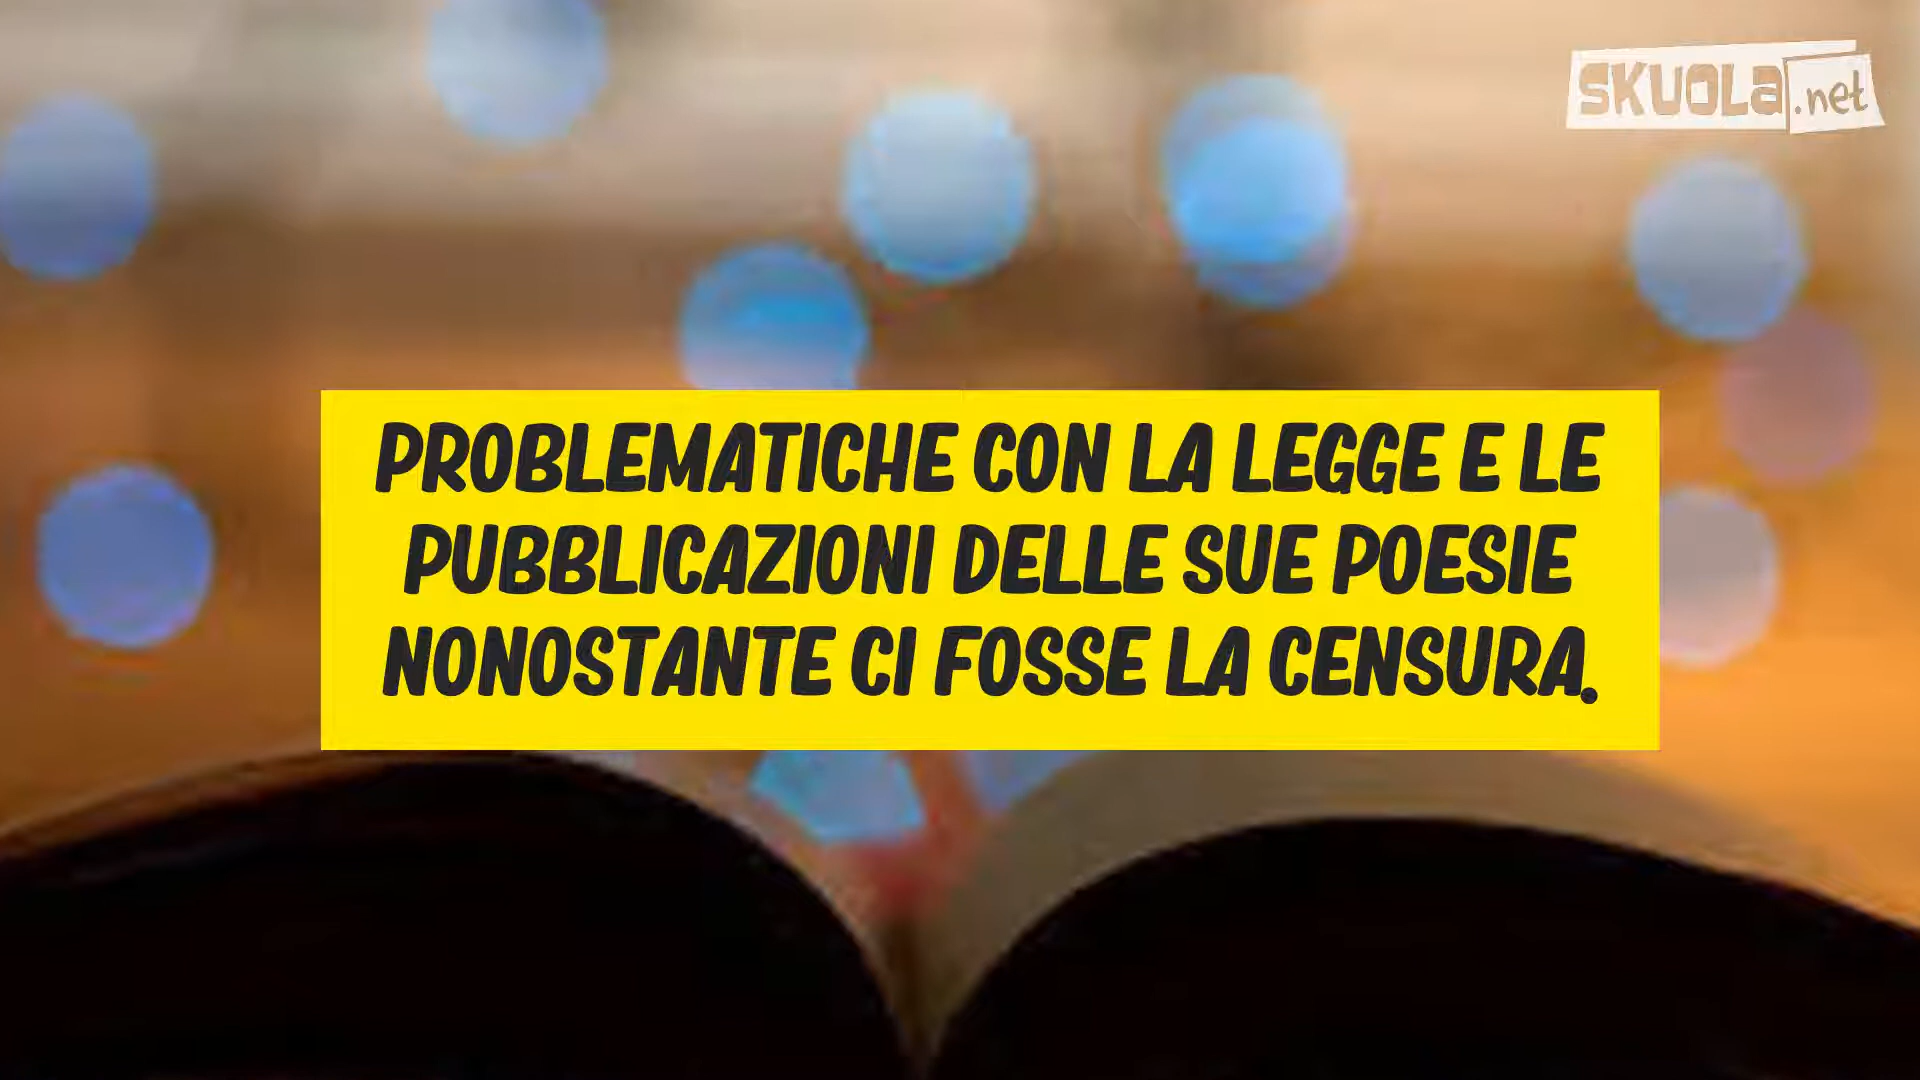 SKUOLA.net
PROBLEMATICHE CON LA LEGGE E LE
PUBBLICAZIONI DELLE SUE POESIE
NONOSTANTE CI FOSSE LA CENSURA.